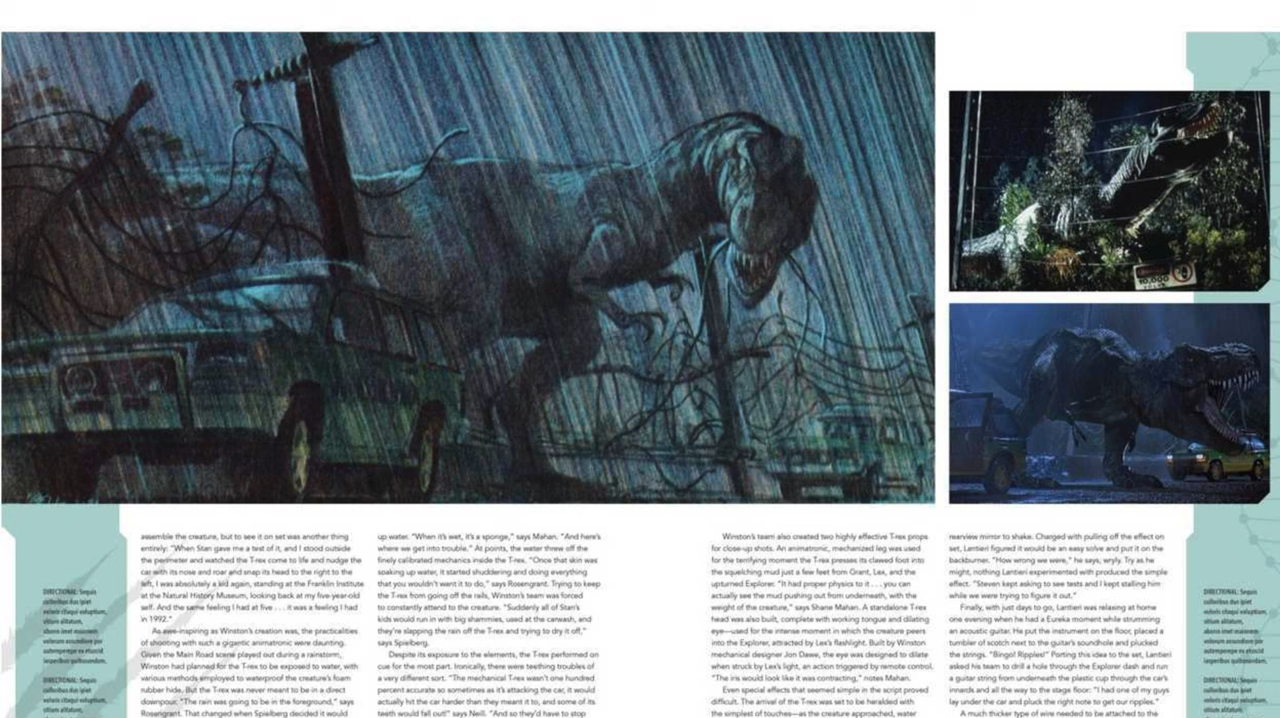 10,000
assemble the creature, but to see it on set was another thing
entirely: "When Stan gave me a test of it, and I stood outside
the perimeter and watched the T-rex come to life and nudge the
car with its nose and roar and snap its head to the right to the
left, I was absolutely a kid again, standing at the Franklin Institute
at the Natural History Museum, looking back at my five-year-old
self. And the same feeling I had at five . . . it was a feeling I had
in 1992."
As awe-inspiring as Winston's creation was, the practicalities
of shooting with such a gigantic animatronic were daunting.
Given the Main Road scene played out during a rainstorm,
Winston had planned for the T-rex to be exposed to water, with
various methods employed to waterproof the creature's foam
rubber hide. But the T-rex was never meant to be in a direct
downpour. "The rain was going to be in the foreground," says
Rosengrant. That changed when Spielberg decided it would
up water. "When it's wet, it's a sponge," says Mahan. "And here's
where we get into trouble." At points, the water threw off the
finely calibrated mechanics inside the T-rex. "Once that skin was
soaking up water, it started shuddering and doing everything
that you wouldn't want it to do," says Rosengrant. Trying to keep
the T-rex from going off the rails, Winston's team was forced
to constantly attend to the creature. "Suddenly all of Stan's
kids would run in with big shammies, used at the carwash, and
they're slapping the rain off the T-rex and trying to dry it off,"
says Spielberg.
Despite its exposure to the elements, the T-rex performed on
cue for the most part. Ironically, there were teething troubles of
a very different sort. "The mechanical T-rex wasn't one hundred
percent accurate so sometimes as it's attacking the car, it would
actually hit the car harder than they meant it to, and some of its
teeth would fall out!" says Neill. "And so they'd have to stop
Winston's team also created two highly effective T-rex props
for close-up shots. An animatronic, mechanized leg was used
for the terrifying moment the T-rex presses its clawed foot into
the squelching mud just a few feet from Grant, Lex, and the
upturned Explorer. "It had proper physics to it . . . you can
actually see the mud pushing out from underneath, with the
weight of the creature," says Shane Mahan. A standalone T-rex
head was also built, complete with working tongue and dilating
eye—used for the intense moment in which the creature peers
into the Explorer, attracted by Lex's flashlight. Built by Winston
mechanical designer Jon Dawe, the eye was designed to dilate
when struck by Lex's light, an action triggered by remote control.
"The iris would look like it was contracting," notes Mahan.
Even special effects that seemed simple in the script proved
difficult. The arrival of the T-rex was to be heralded with
the simplest of touches—as the creature approached, water
rearview mirror to shake. Charged with pulling off the effect on
set, Lantieri figured it would be an easy solve and put it on the
backburner. "How wrong we were," he says, wryly. Try as he
might, nothing Lantieri experimented with produced the simple
effect. "Steven kept asking to see tests and I kept stalling him
while we were trying to figure it out."
Finally, with just days to go, Lantieri was relaxing at home
one evening when he had a Eureka moment while strumming
an acoustic guitar. He put the instrument on the floor, placed a
tumbler of scotch next to the guitar's soundhole and plucked
the strings. "Bingo! Ripples!" Porting this idea to the set, Lantieri
asked his team to drill a hole through the Explorer dash and run
a guitar string underneath the plastic cup through the car's
innards and all the way to the stage floor: "I had one of my guys
lay under the car and pluck the right note to get our ripples."
A much thicker type of wire needed to be attached to the
DIRECTIONAL: Sequis
DIRECTIONAL: Sequis
DIRECTIONAL: Sequis
DIRECTIONAL: Sequis